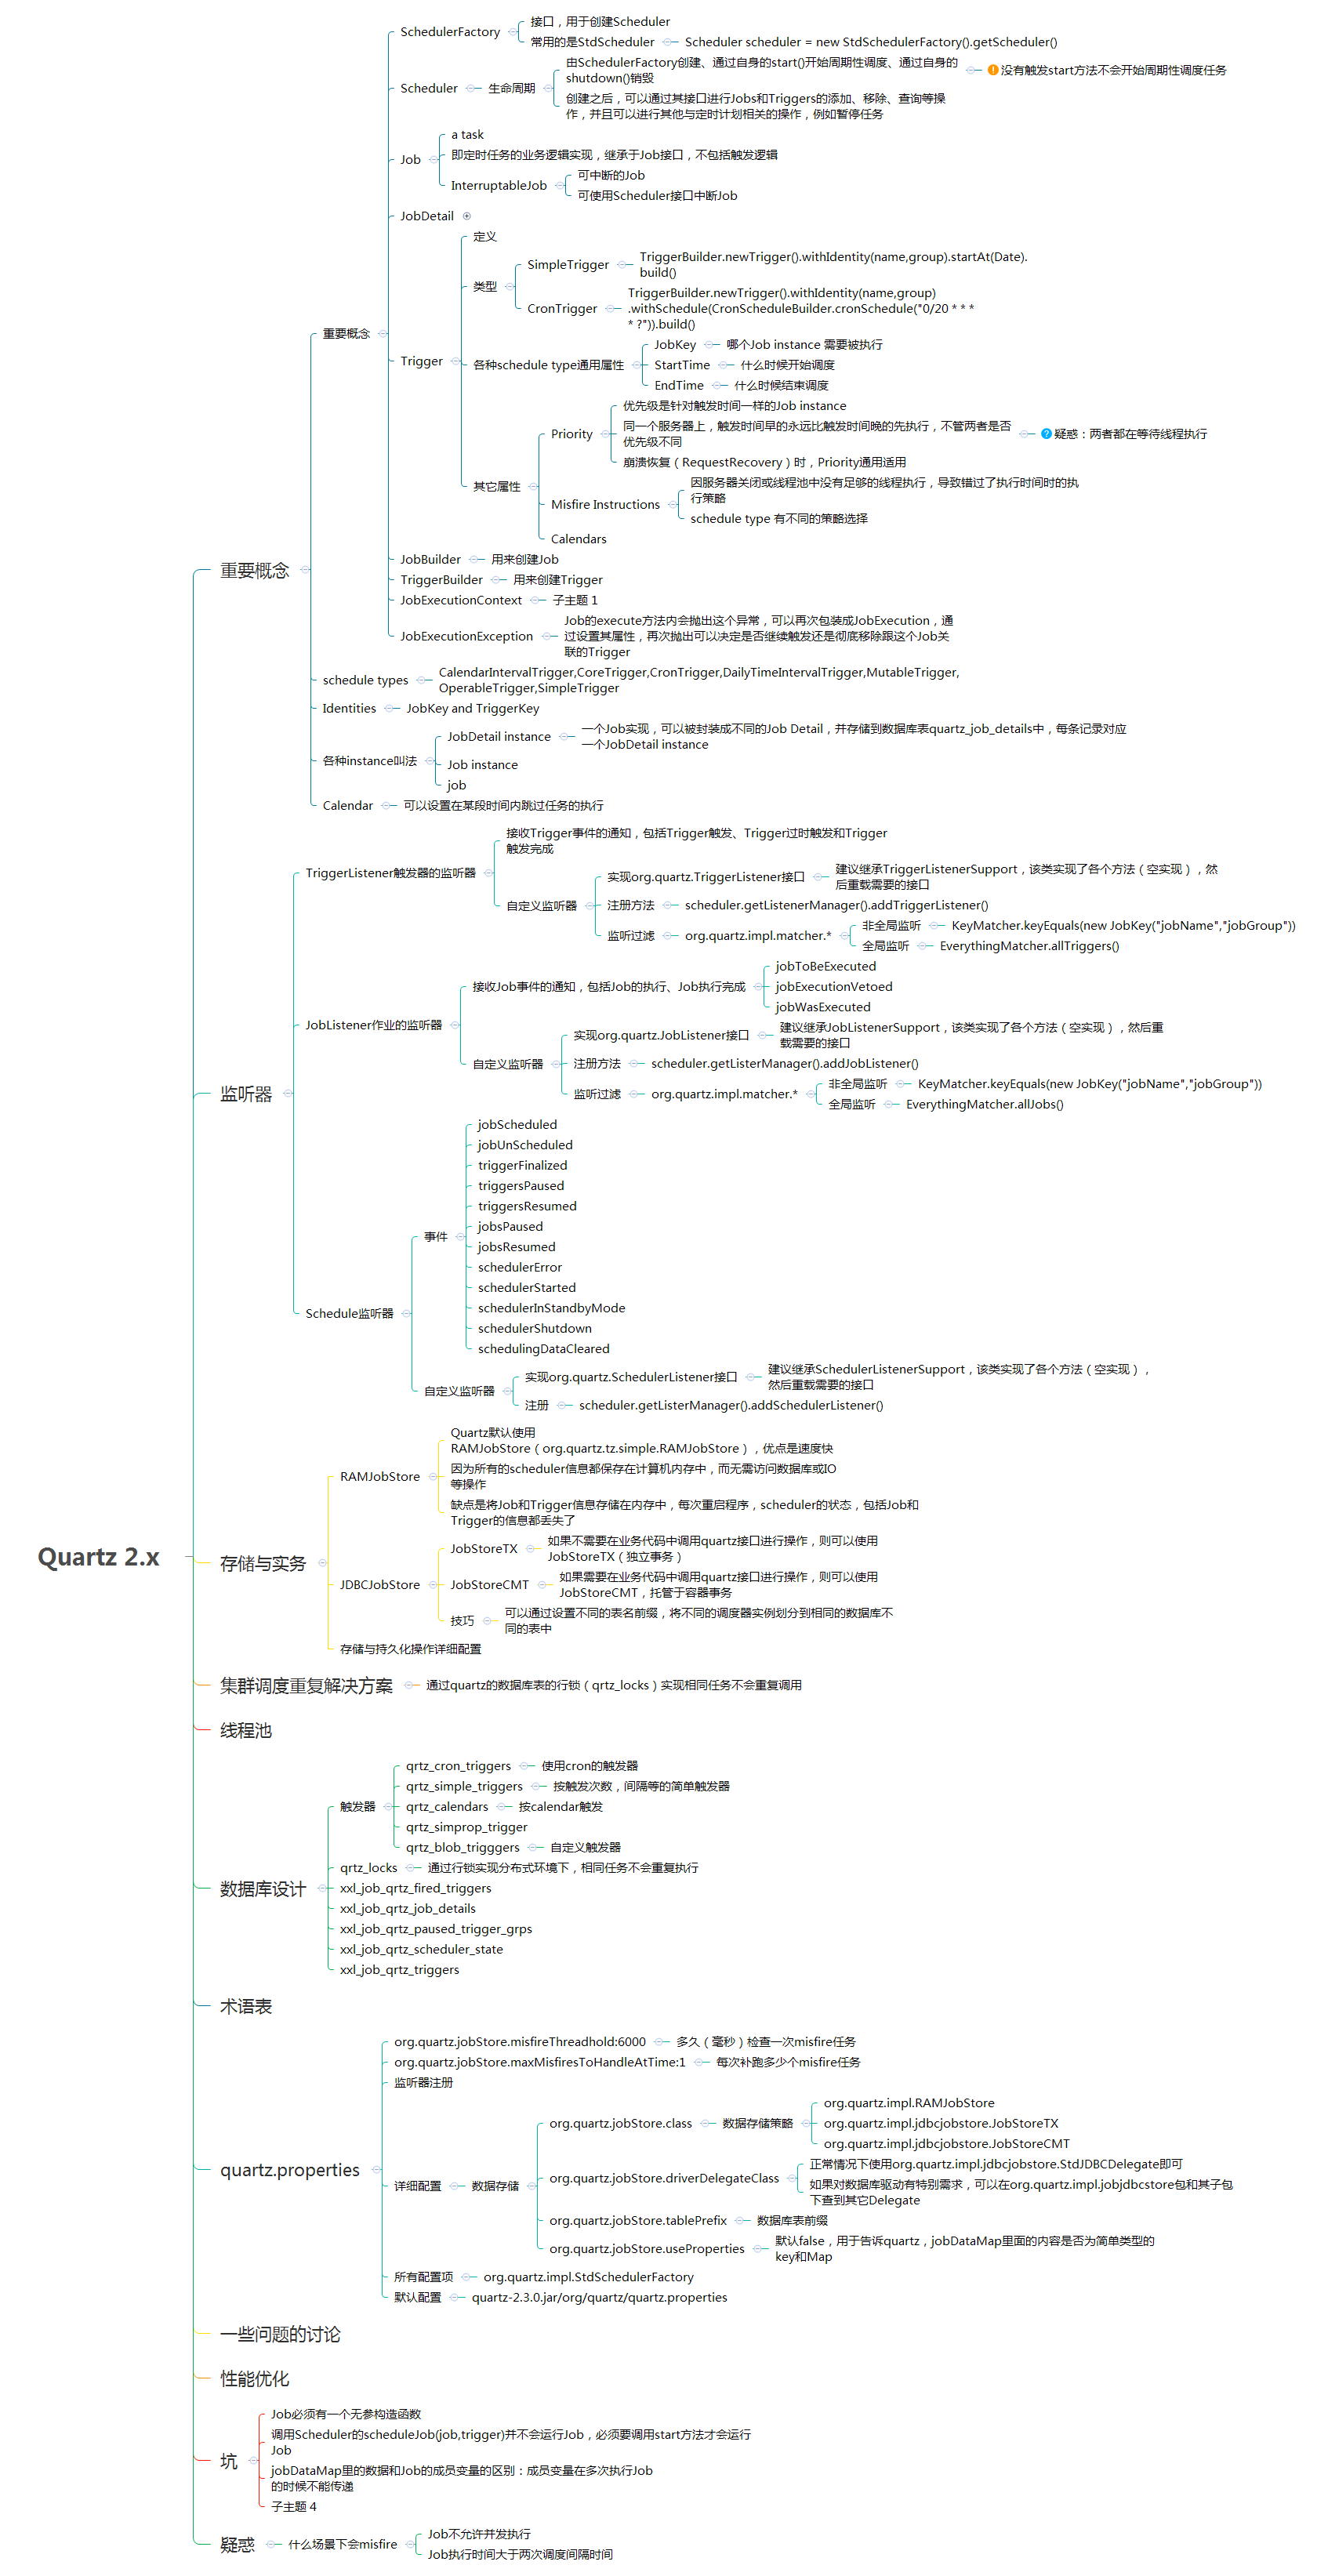 Quartz 2.x
重要概念
重要概念
SchedulerFactory
接口，用于创建Scheduler
常用的是StdScheduler
Scheduler scheduler = new StdSchedulerFactory().getScheduler()
Scheduler
生命周期
由SchedulerFactory创建、通过自身的start()开始周期性调度、通过自身的
shutdown()销毁
没有触发start方法不会开始周期性调度任务
创建之后，可以通过其接口进行Jobs和Triggers的添加、移除、查询等操
作，并且可以进行其他与定时计划相关的操作，例如暂停任务
Job
a task
即定时任务的业务逻辑实现，继承于Job接口，不包括触发逻辑
InterruptableJob
可中断的Job
可使用Scheduler接口中断Job
JobDetail
Trigger
定义
类型
SimpleTrigger
TriggerBuilder.newTrigger().withIdentity(name,group).startAt(Date).
build()
CronTrigger
TriggerBuilder.newTrigger().withIdentity(name,group)
.withSchedule(CronScheduleBuilder.cronSchedule("0/20 * * *
* ?")).build()
各种schedule type通用属性
JobKey
哪个Job instance 需要被执行
StartTime
什么时候开始调度
EndTime
什么时候结束调度
其它属性
Priority
优先级是针对触发时间一样的Job instance
同一个服务器上，触发时间早的永远比触发时间晚的先执行，不管两者是否
优先级不同
疑惑：两者都在等待线程执行
崩溃恢复（RequestRecovery）时，Priority通用适用
Misfire Instructions
因服务器关闭或线程池中没有足够的线程执行，导致错过了执行时间时的执
行策略
schedule type 有不同的策略选择
Calendars
JobBuilder
用来创建Job
TriggerBuilder
用来创建Trigger
JobExecutionContext
子主题 1
JobExecutionException
Job的execute方法内会抛出这个异常，可以再次包装成JobExecution，通
过设置其属性，再次抛出可以决定是否继续触发还是彻底移除跟这个Job关
联的Trigger
schedule types
CalendarIntervalTrigger,CoreTrigger,CronTrigger,DailyTimeIntervalTrigger,MutableTrigger,
OperableTrigger,SimpleTrigger
Identities
JobKey and TriggerKey
各种instance叫法
JobDetail instance
一个Job实现，可以被封装成不同的Job Detail，并存储到数据库表quartz_job_details中，每条记录对应
一个JobDetail instance
Job instance
job
Calendar
可以设置在某段时间内跳过任务的执行
监听器
TriggerListener触发器的监听器
接收Trigger事件的通知，包括Trigger触发、Trigger过时触发和Trigger
触发完成
自定义监听器
实现org.quartz.TriggerListener接口
建议继承TriggerListenerSupport，该类实现了各个方法（空实现），然
后重载需要的接口
注册方法
scheduler.getListenerManager().addTriggerListener()
监听过滤
org.quartz.impl.matcher.*
非全局监听
KeyMatcher.keyEquals(new JobKey("jobName","jobGroup"))
全局监听
EverythingMatcher.allTriggers()
JobListener作业的监听器
接收Job事件的通知，包括Job的执行、Job执行完成
jobToBeExecuted
jobExecutionVetoed
jobWasExecuted
自定义监听器
实现org.quartz.JobListener接口
建议继承JobListenerSupport，该类实现了各个方法（空实现），然后重
载需要的接口
注册方法
scheduler.getListerManager().addJobListener()
监听过滤
org.quartz.impl.matcher.*
非全局监听
KeyMatcher.keyEquals(new JobKey("jobName","jobGroup"))
全局监听
EverythingMatcher.allJobs()
Schedule监听器
事件
jobScheduled
jobUnScheduled
triggerFinalized
triggersPaused
triggersResumed
jobsPaused
jobsResumed
schedulerError
schedulerStarted
schedulerInStandbyMode
schedulerShutdown
schedulingDataCleared
自定义监听器
实现org.quartz.SchedulerListener接口
建议继承SchedulerListenerSupport，该类实现了各个方法（空实现），
然后重载需要的接口
注册
scheduler.getListerManager().addSchedulerListener()
存储与实务
RAMJobStore
Quartz默认使用
RAMJobStore（org.quartz.tz.simple.RAMJobStore），优点是速度快
因为所有的scheduler信息都保存在计算机内存中，而无需访问数据库或IO
等操作
缺点是将Job和Trigger信息存储在内存中，每次重启程序，scheduler的状态，包括Job和
Trigger的信息都丢失了
JDBCJobStore
JobStoreTX
如果不需要在业务代码中调用quartz接口进行操作，则可以使用
JobStoreTX（独立事务）
JobStoreCMT
如果需要在业务代码中调用quartz接口进行操作，则可以使用
JobStoreCMT，托管于容器事务
技巧
可以通过设置不同的表名前缀，将不同的调度器实例划分到相同的数据库不
同的表中
存储与持久化操作详细配置
集群调度重复解决方案
通过quartz的数据库表的行锁（qrtz_locks）实现相同任务不会重复调用
线程池
数据库设计
触发器
qrtz_cron_triggers
使用cron的触发器
qrtz_simple_triggers
按触发次数，间隔等的简单触发器
qrtz_calendars
按calendar触发
qrtz_simprop_trigger
qrtz_blob_trigggers
自定义触发器
qrtz_locks
通过行锁实现分布式环境下，相同任务不会重复执行
xxl_job_qrtz_fired_triggers
xxl_job_qrtz_job_details
xxl_job_qrtz_paused_trigger_grps
xxl_job_qrtz_scheduler_state
xxl_job_qrtz_triggers
术语表
quartz.properties
org.quartz.jobStore.misfireThreadhold:6000
多久（毫秒）检查一次misfire任务
org.quartz.jobStore.maxMisfiresToHandleAtTime:1
每次补跑多少个misfire任务
监听器注册
详细配置
数据存储
org.quartz.jobStore.class
数据存储策略
org.quartz.impl.RAMJobStore
org.quartz.impl.jdbcjobstore.JobStoreTX
org.quartz.impl.jdbcjobstore.JobStoreCMT
org.quartz.jobStore.driverDelegateClass
正常情况下使用org.quartz.impl.jdbcjobstore.StdJDBCDelegate即可
如果对数据库驱动有特别需求，可以在org.quartz.impl.jobjdbcstore包和其子包
下查到其它Delegate
org.quartz.jobStore.tablePrefix
数据库表前缀
org.quartz.jobStore.useProperties
默认false，用于告诉quartz，jobDataMap里面的内容是否为简单类型的
key和Map
所有配置项
org.quartz.impl.StdSchedulerFactory
默认配置
quartz-2.3.0.jar/org/quartz/quartz.properties
一些问题的讨论
性能优化
坑
Job必须有一个无参构造函数
调用Scheduler的scheduleJob(job,trigger)并不会运行Job，必须要调用start方法才会运行
Job
jobDataMap里的数据和Job的成员变量的区别：成员变量在多次执行Job
的时候不能传递
子主题 4
疑惑
什么场景下会misfire
Job不允许并发执行
Job执行时间大于两次调度间隔时间